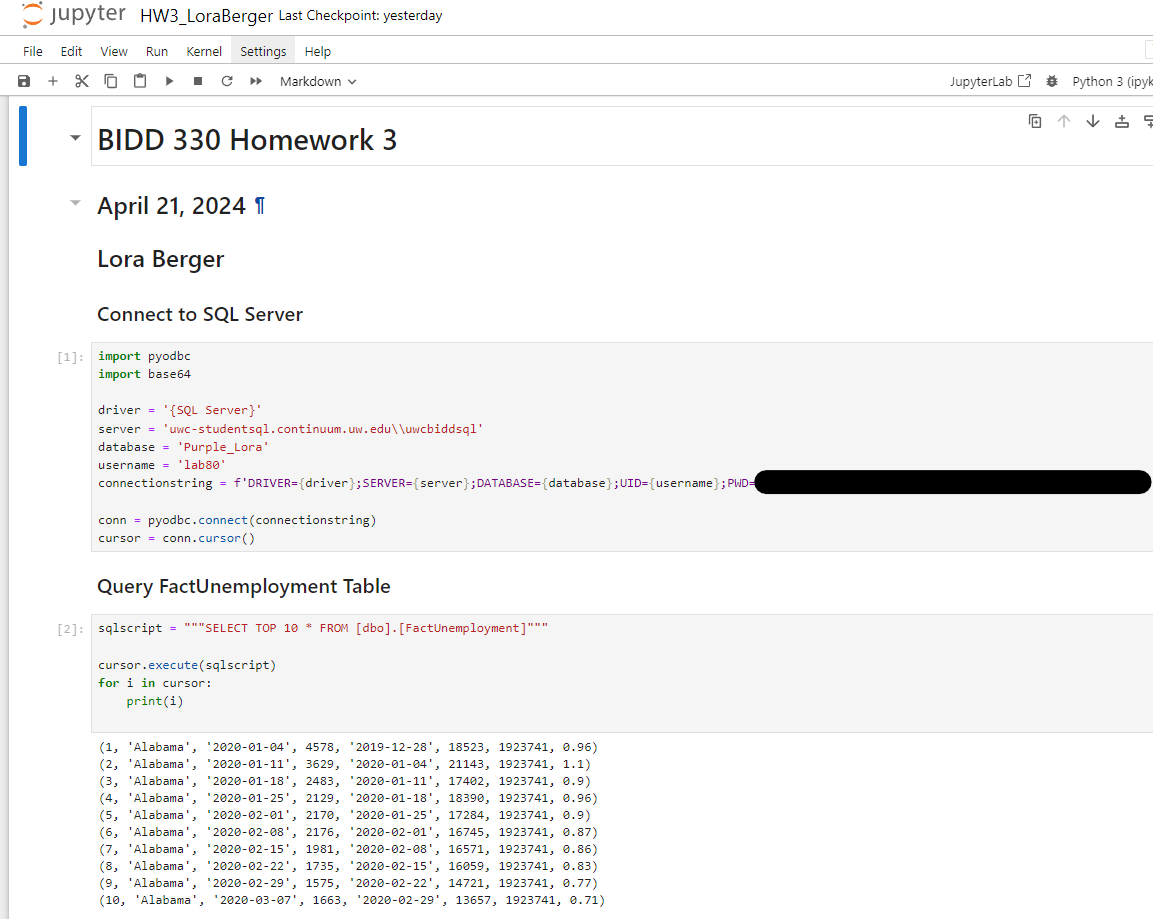 jupyter HW3_LoraBerger Last Checkpoint: yesterday
File Edit View Run Kernel Settings Help
Markdown JupyterLab Python 3 (ipyk
BIDD 330 Homework 3
April 21, 2024 ¶
Lora Berger
Connect to SQL Server
[1]: import pyodbc
import base64
driver = '{SQL Server}'
server = 'uwc-studentsql.continuum.uw.edu\\uwcbiddsql'
database = 'Purple_Lora'
username = 'lab80'
connectionstring = f'DRIVER={driver};SERVER={server};DATABASE={database};UID={username};PWD=
conn = pyodbc.connect(connectionstring)
cursor = conn.cursor()
Query FactUnemployment Table
[2]: sqlscript = """SELECT TOP 10 * FROM [dbo].[FactUnemployment]"""
cursor.execute(sqlscript)
for i in cursor:
    print(i)
(1, 'Alabama', '2020-01-04', 4578, '2019-12-28', 18523, 1923741, 0.96)
(2, 'Alabama', '2020-01-11', 3629, '2020-01-04', 21143, 1923741, 1.1)
(3, 'Alabama', '2020-01-18', 2483, '2020-01-11', 17402, 1923741, 0.9)
(4, 'Alabama', '2020-01-25', 2129, '2020-01-18', 18390, 1923741, 0.96)
(5, 'Alabama', '2020-02-01', 2170, '2020-01-25', 17284, 1923741, 0.9)
(6, 'Alabama', '2020-02-08', 2176, '2020-02-01', 16745, 1923741, 0.87)
(7, 'Alabama', '2020-02-15', 1981, '2020-02-08', 16571, 1923741, 0.86)
(8, 'Alabama', '2020-02-22', 1735, '2020-02-15', 16059, 1923741, 0.83)
(9, 'Alabama', '2020-02-29', 1575, '2020-02-22', 14721, 1923741, 0.77)
(10, 'Alabama', '2020-03-07', 1663, '2020-02-29', 13657, 1923741, 0.71)